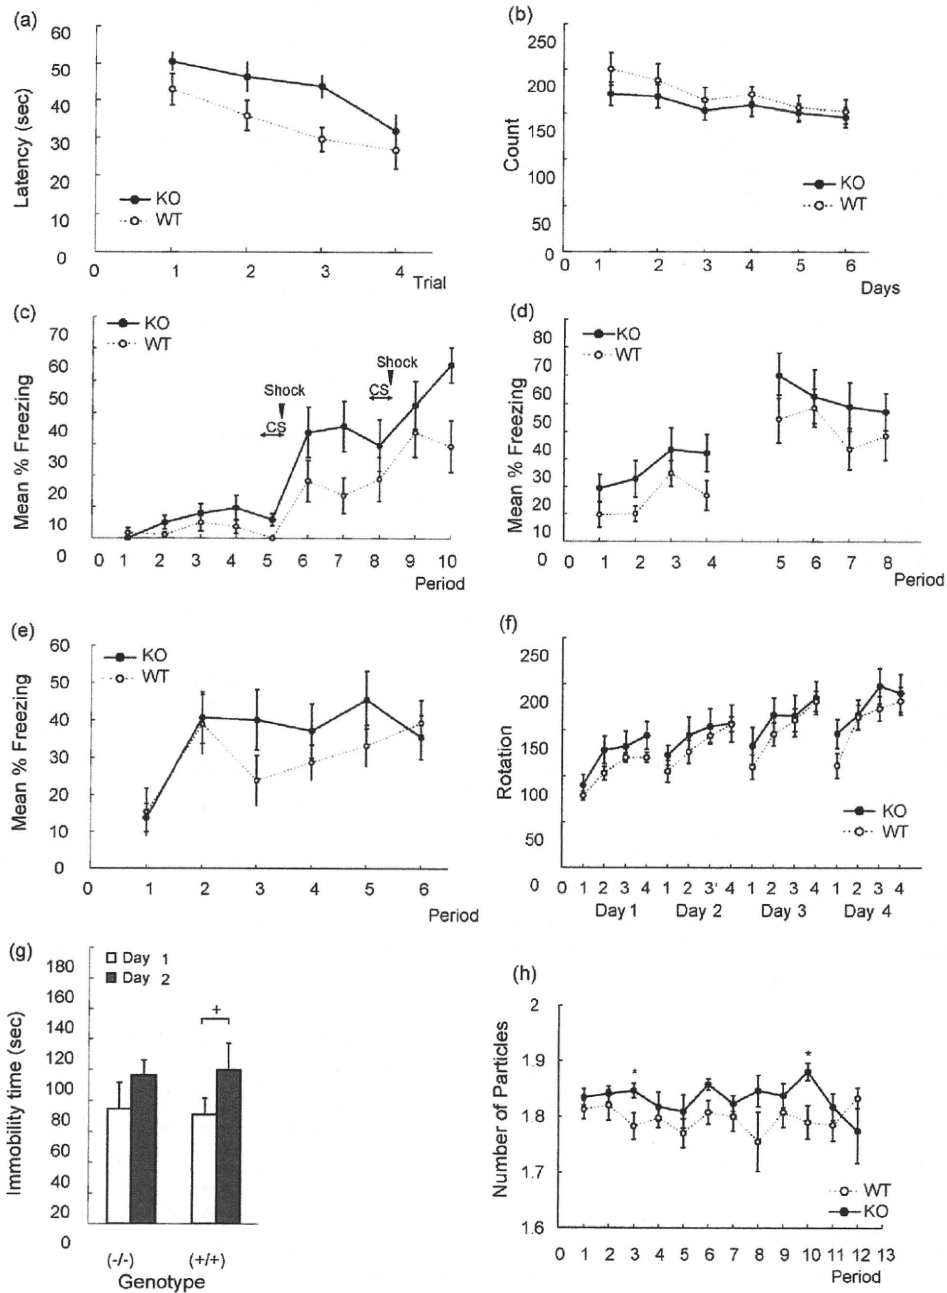 (a)
Latency (sec)
60
50
40
30
20
10
0
KO
WT
0 1 2 3 4 Trial
(b)
Count
250
200
150
100
50
0
KO
WT
0 1 2 3 4 5 6
Days
(c)
Mean % Freezing
70
60
50
40
30
20
10
0
KO
WT
Shock
CS
Shock
CS
0 1 2 3 4 5 6 7 8 9 10
Period
(d)
Mean % Freezing
80
70
60
50
40
30
20
10
KO
WT
0 1 2 3 4 5 6 7 8 Period
(e)
Mean % Freezing
60
50
40
30
20
10
0
KO
WT
0 1 2 3 4 5 6
Period
(f)
Rotation
250
200
150
100
50
0
KO
WT
0 1 2 3 4 1 2 3' 4 1 2 3 4 1 2 3 4
Day 1 Day 2 Day 3 Day 4
(g)
Immobility time (sec)
180
160
140
120
100
80
60
40
20
0
Day 1
Day 2
+
(-/-) (+/+)
Genotype
(h)
Number of Particles
2
1.9
1.8
1.7
1.6
*
*
WT
KO
0 1 2 3 4 5 6 7 8 9 10 11 12 13
Period